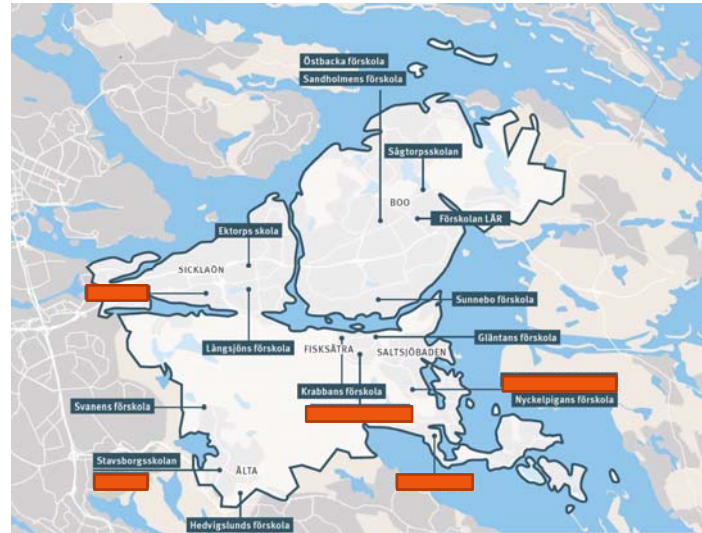 Östbacka förskola
Sandholmens förskola
Sågtorpsskolan
BOO
Förskolan LÄR
Ektorps skola
SICKLAÖN
Sunnebo förskola
Långsjöns förskola
FISKSÄTRA
SALTSJÖBADEN
Gläntans förskola
Krabbans förskola
Nyckelpigans förskola
Svanens förskola
Stavsborgsskolan
ÄLTA
Hedvigslunds förskola